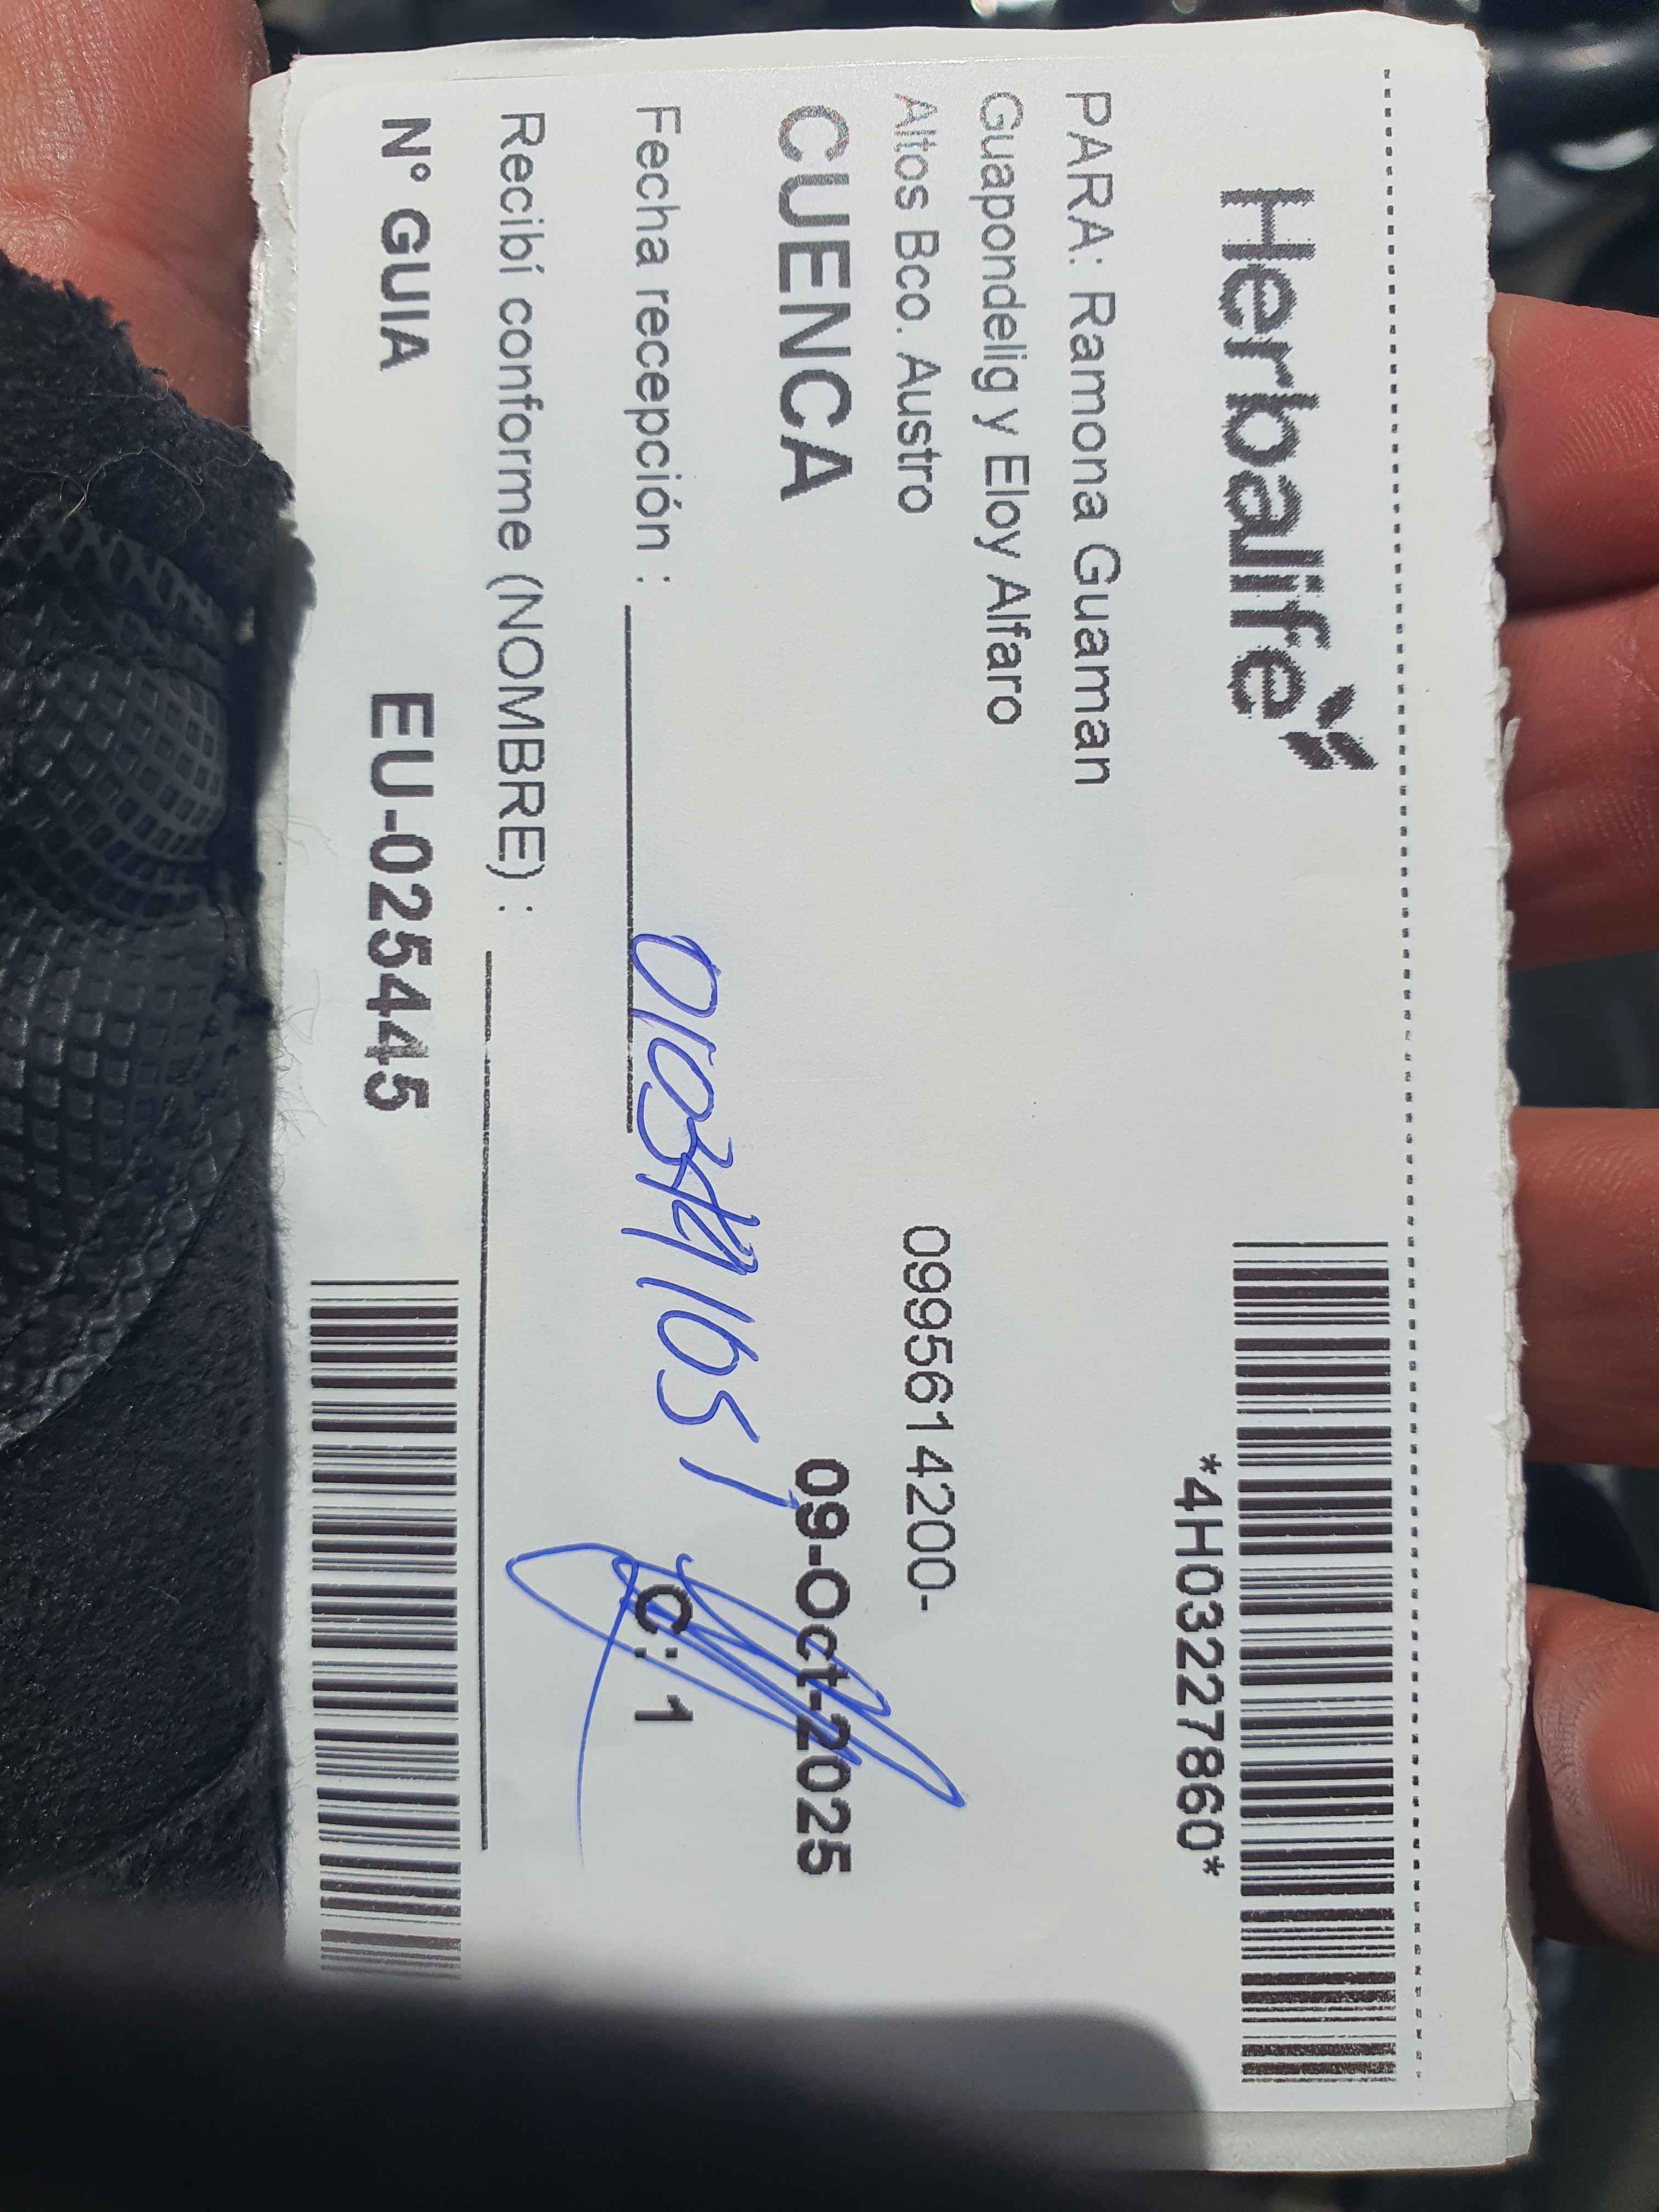 Herbalife
*4H03227860*
PARA: Ramona Guaman
Guapondelig y Eloy Alfaro
Altos Bco. Austro
0995614200-
CUENCA
09-Oct-2025
Fecha recepción :
C: 1
Recibí conforme (NOMBRE) :
N° GUIA
EU-025445